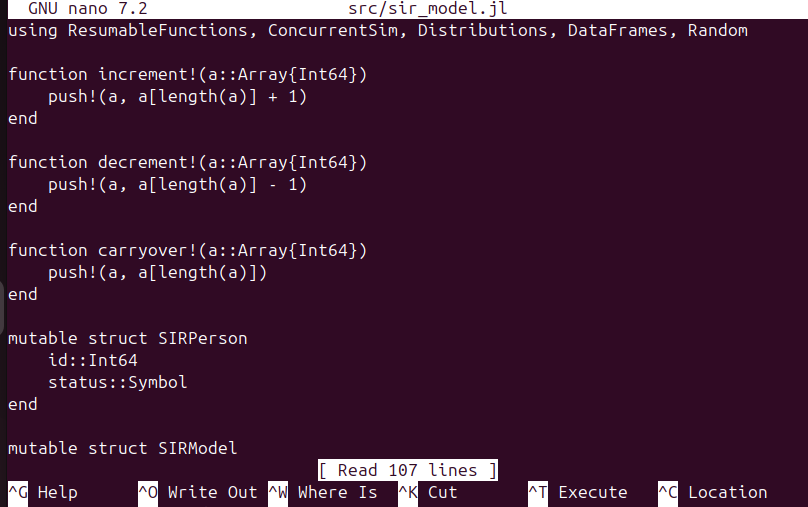 GNU nano 7.2 src/sir_model.jl
using ResumableFunctions, ConcurrentSim, Distributions, DataFrames, Random
function increment!(a::Array{Int64})
    push!(a, a[length(a)] + 1)
end
function decrement!(a::Array{Int64})
    push!(a, a[length(a)] - 1)
end
function carryover!(a::Array{Int64})
    push!(a, a[length(a)])
end
mutable struct SIRPerson
    id::Int64
    status::Symbol
end
mutable struct SIRModel
[ Read 107 lines ]
^G Help ^O Write Out ^W Where Is ^K Cut ^T Execute ^C Location